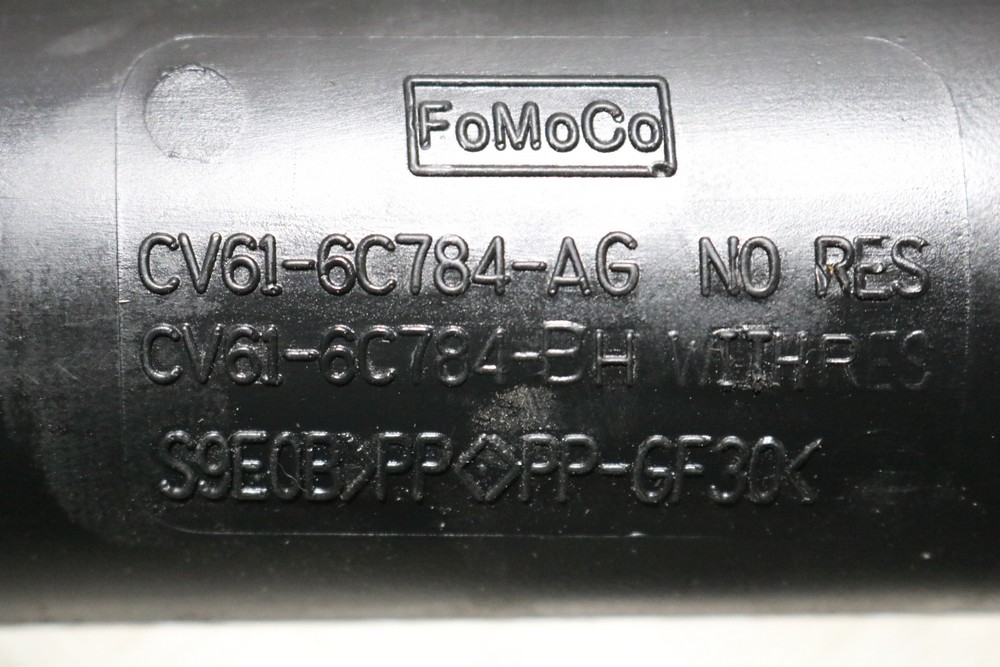 FoMoCo
CV61-6C784-AG NO RES
CV61-6C784-BH WITH RES
S9E0B>PP<>PP-GF30<